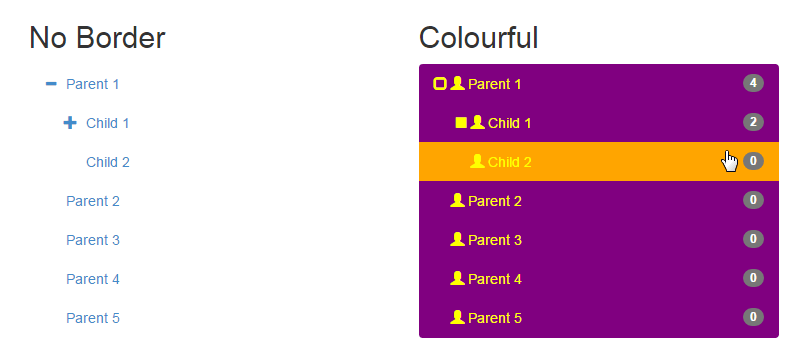 No Border
Parent 1
Child 1
Child 2
Parent 2
Parent 3
Parent 4
Parent 5
Colourful
Parent 1 4
Child 1 2
Child 2 0
Parent 2 0
Parent 3 0
Parent 4 0
Parent 5 0